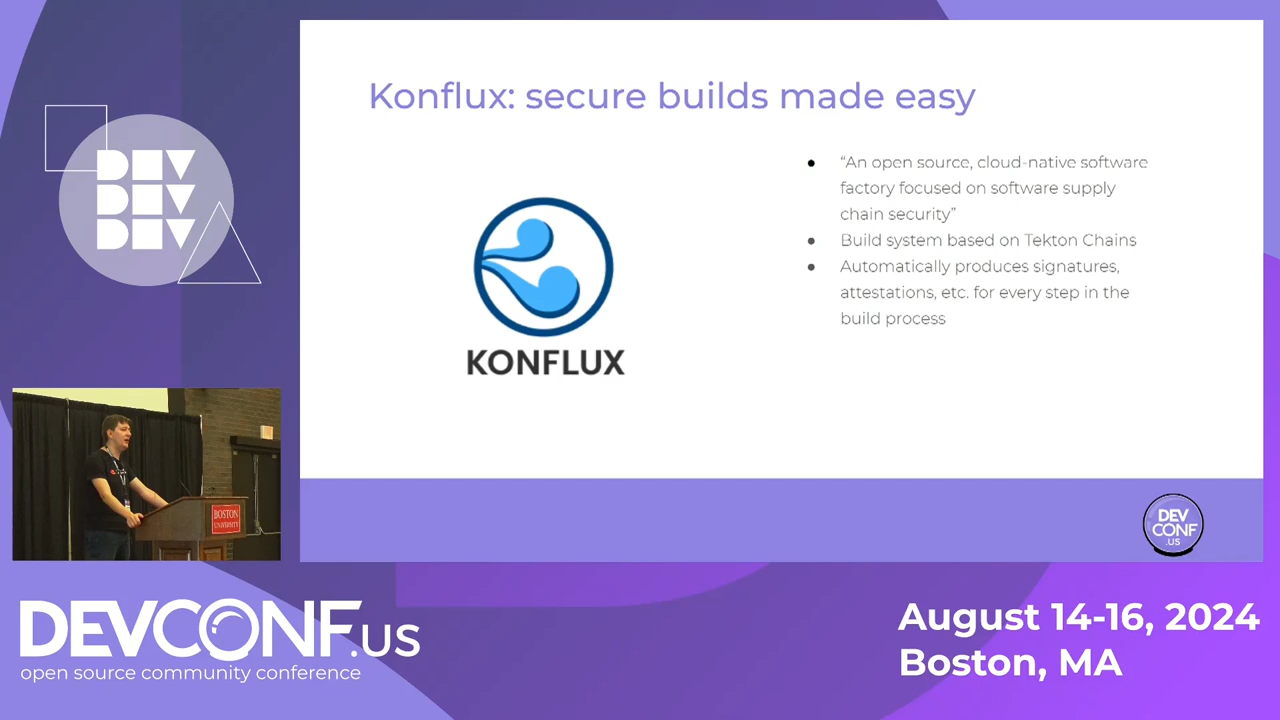 Konflux: secure builds made easy
KONFLUX
● “An open source, cloud-native software
factory focused on software supply
chain security”
● Build system based on Tekton Chains
● Automatically produces signatures,
attestations, etc. for every step in the
build process
DEV
DEV
DEV
BOSTON
UNIVERSITY
DEV
CONF
.US
DEVCONF.US
open source community conference
August 14-16, 2024
Boston, MA